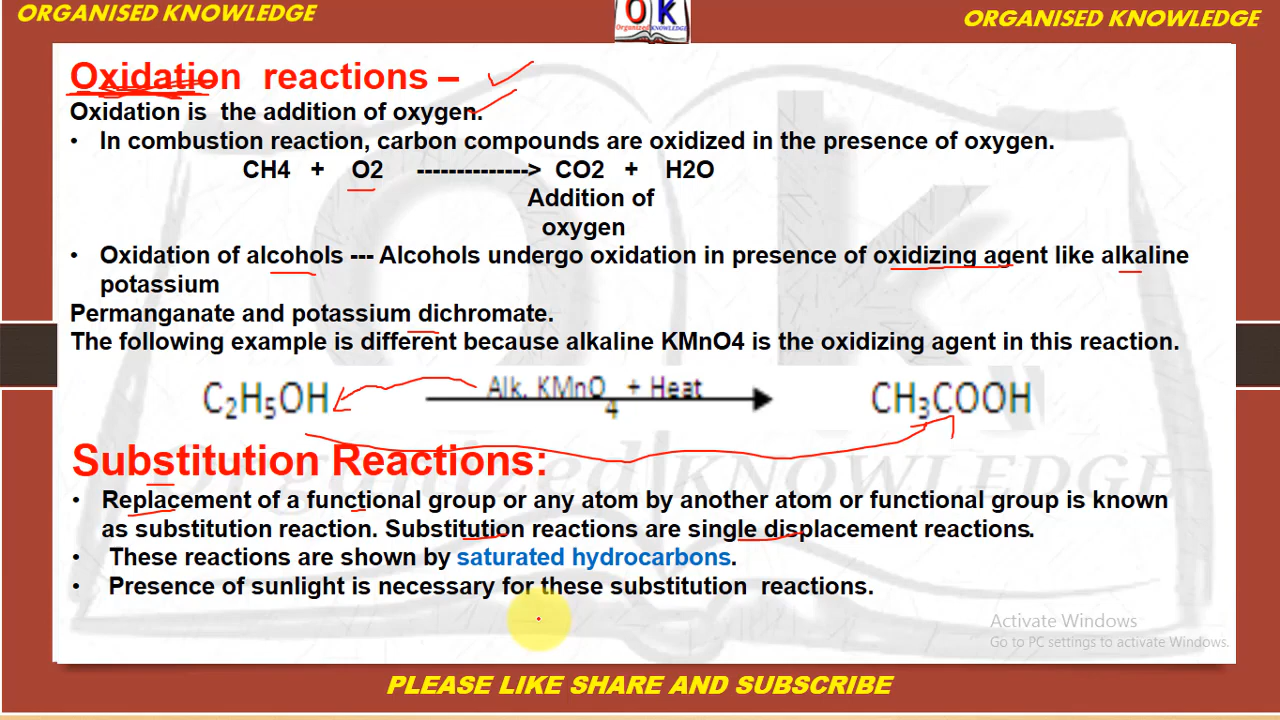 ORGANISED KNOWLEDGE
OK
Organized KNOWLEDGE
ORGANISED KNOWLEDGE
Oxidation reactions –
Oxidation is the addition of oxygen.
• In combustion reaction, carbon compounds are oxidized in the presence of oxygen.
CH4 + O2 --------------> CO2 + H2O
Addition of
oxygen
• Oxidation of alcohols --- Alcohols undergo oxidation in presence of oxidizing agent like alkaline
potassium
Permanganate and potassium dichromate.
The following example is different because alkaline KMnO4 is the oxidizing agent in this reaction.
C₂H₅OH Alk. KMnO₄ + Heat CH₃COOH
Substitution Reactions:
• Replacement of a functional group or any atom by another atom or functional group is known
as substitution reaction. Substitution reactions are single displacement reactions.
• These reactions are shown by saturated hydrocarbons.
• Presence of sunlight is necessary for these substitution reactions.
ok
Organized KNOWLEDGE
Activate Windows
Go to PC settings to activate Windows.
PLEASE LIKE SHARE AND SUBSCRIBE